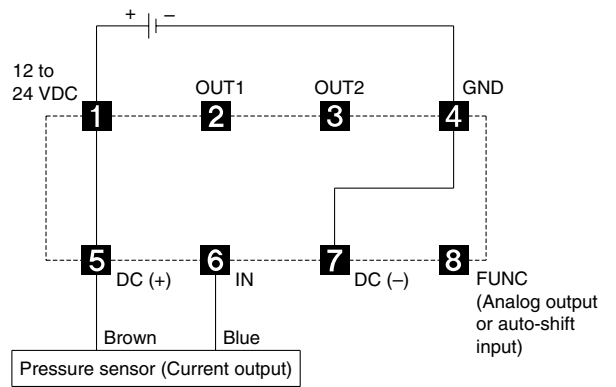 + –
12 to
24 VDC
OUT1
OUT2
GND
1
2
3
4
5
6
7
8
DC (+)
IN
DC (–)
FUNC
(Analog output
or auto-shift
input)
Brown
Blue
Pressure sensor (Current output)